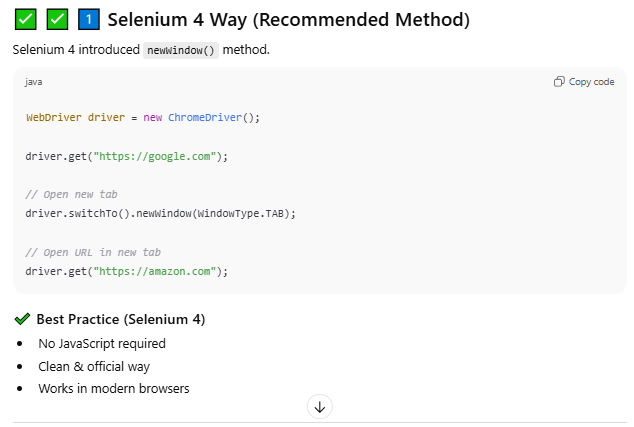 ✅ ✅ 1️⃣ Selenium 4 Way (Recommended Method)
Selenium 4 introduced newWindow() method.
java
Copy code
WebDriver driver = new ChromeDriver();
driver.get("https://google.com");
// Open new tab
driver.switchTo().newWindow(WindowType.TAB);
// Open URL in new tab
driver.get("https://amazon.com");
✔ Best Practice (Selenium 4)
• No JavaScript required
• Clean & official way
• Works in modern browsers